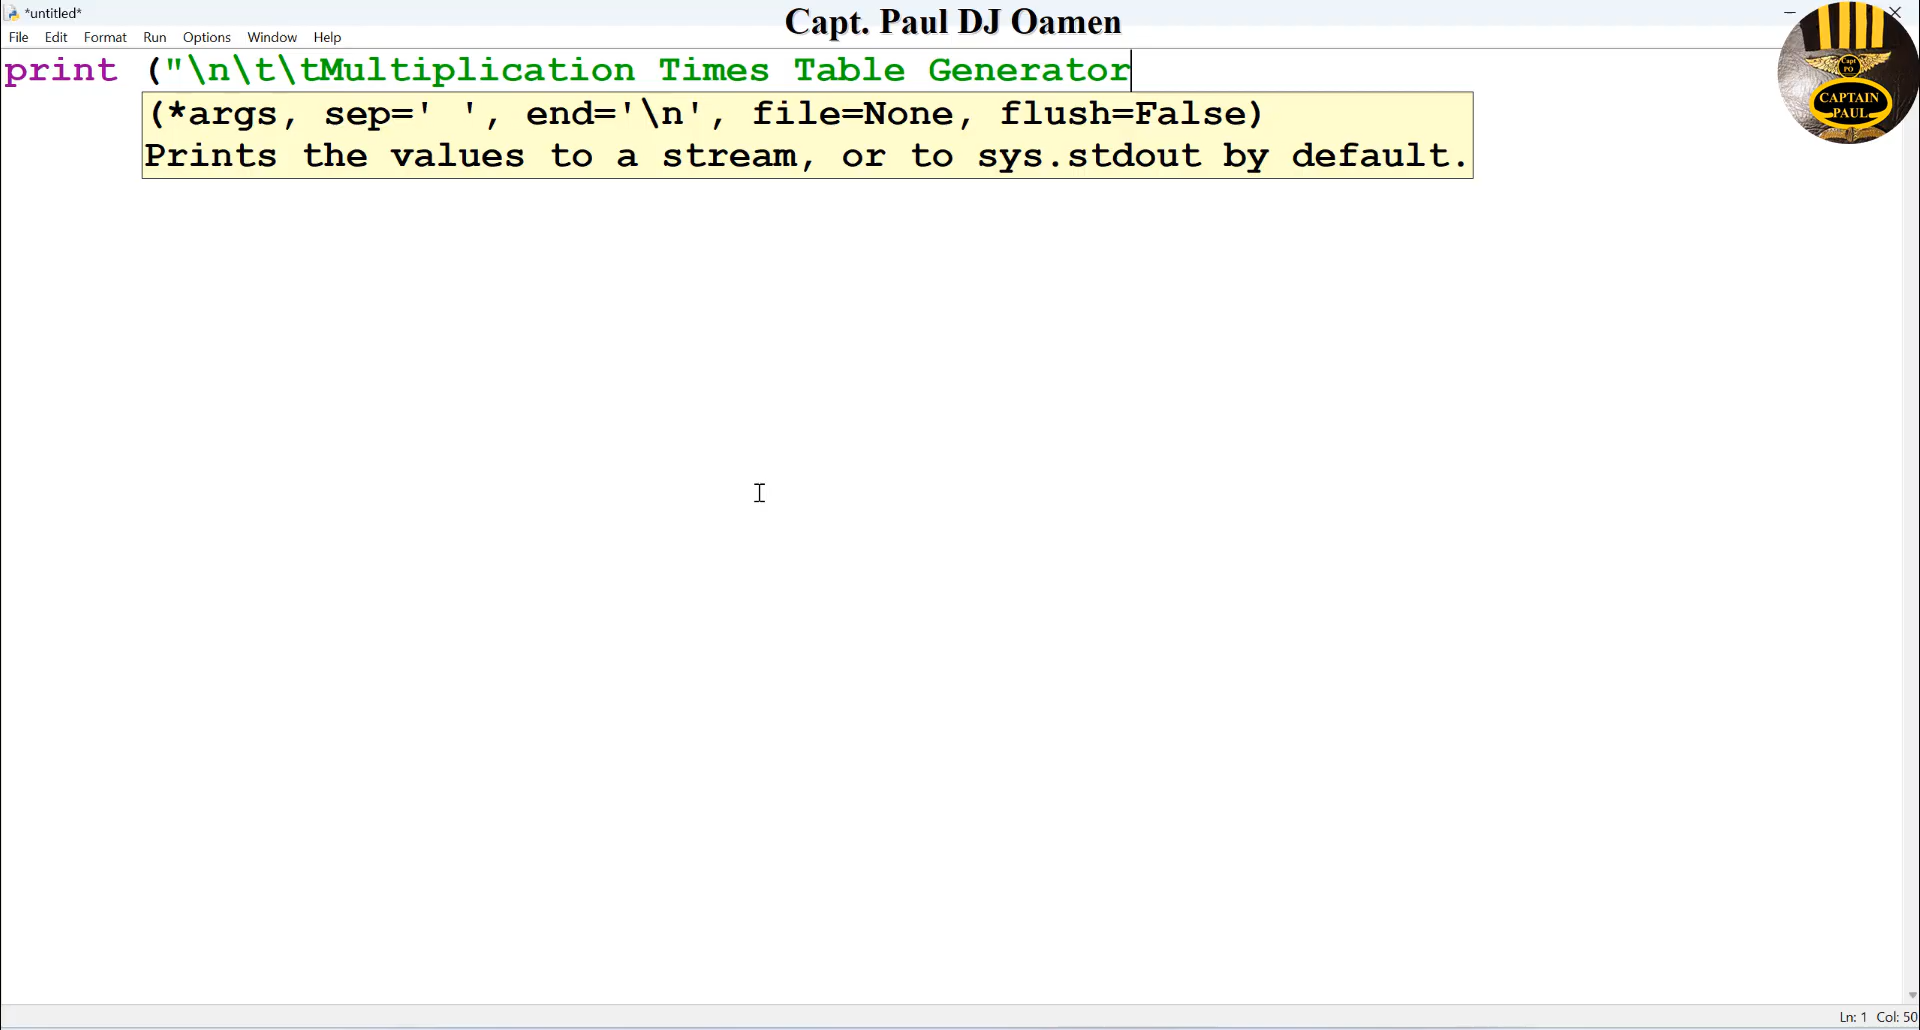 *untitled*
Capt. Paul DJ Oamen
File Edit Format Run Options Window Help
print ("\n\t\tMultiplication Times Table Generator
(*args, sep=' ', end='\n', file=None, flush=False)
Prints the values to a stream, or to sys.stdout by default.
Capt
PO
CAPTAIN
PAUL
Ln: 1 Col: 50